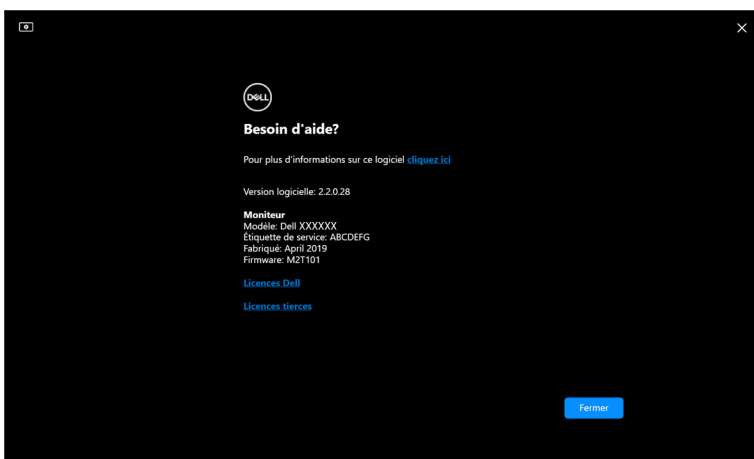 DELL
Besoin d'aide?
Pour plus d'informations sur ce logiciel cliquez ici
Version logicielle: 2.2.0.28
Moniteur
Modèle: Dell XXXXXX
Étiquette de service: ABCDEFG
Fabriqué: April 2019
Firmware: M2T101
Licences Dell
Licences tierces
Fermer